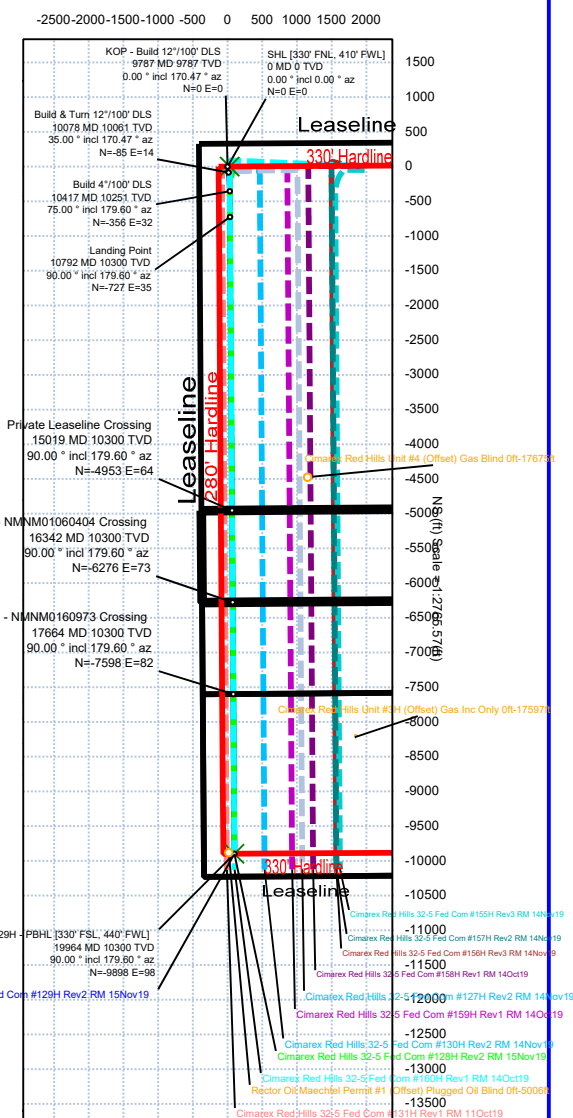 -2500-2000-1500 -1000 -500 0 500 1000 1500 2000
KOP - Build 12°/100' DLS
9787 MD 9787 TVD
0.00 ° incl 170.47 ° az
N=0 E=0
SHL [330' FNL, 410' FWL]
0 MD 0 TVD
0.00 ° incl 0.00 ° az
N=0 E=0
Build & Turn 12°/100' DLS
10078 MD 10061 TVD
35.00 ° incl 170.47 ° az
N=-85 E=14
Build 4°/100' DLS
10417 MD 10251 TVD
75.00 ° incl 179.60 ° az
N=-356 E=32
Landing Point
10792 MD 10300 TVD
90.00 ° incl 179.60 ° az
N=-727 E=35
Leaseline
330' Hardline
Leaseline
280' Hardline
Private Leaseline Crossing
15019 MD 10300 TVD
90.00 ° incl 179.60 ° az
N=-4953 E=64
NMNM01060404 Crossing
16342 MD 10300 TVD
90.00 ° incl 179.60 ° az
N=-6276 E=73
- NMNM0160973 Crossing
17664 MD 10300 TVD
90.00 ° incl 179.60 ° az
N=-7598 E=82
1500
1000
500
0
-500
-1000
-1500
-2000
-2500
-3000
-3500
-4000
-4500
-5000
-5500
-6000
-6500
-7000
-7500
-8000
-8500
-9000
-9500
-10000
-10500
-11000
-11500
-12000
-12500
-13000
-13500
Cimarex Red Hills Unit #4 (Offset) Gas Blind 0ft-17675ft
Cimarex Red Hills Unit #3H (Offset) Gas Inc Only 0ft-17597ft
330' Hardline
Leaseline
29H - PBHL [330' FSL, 440' FWL]
19964 MD 10300 TVD
90.00 ° incl 179.60 ° az
N=-9898 E=98
d Com #129H Rev2 RM 15Nov19
Cimarex Red Hills 32-5 Fed Com #155H Rev3 RM 14Nov19
Cimarex Red Hills 32-5 Fed Com #157H Rev2 RM 14Nov19
Cimarex Red Hills 32-5 Fed Com #156H Rev3 RM 14Nov19
Cimarex Red Hills 32-5 Fed Com #158H Rev1 RM 14Oct19
Cimarex Red Hills 32-5 Fed Com #127H Rev2 RM 14Nov19
Cimarex Red Hills 32-5 Fed Com #159H Rev1 RM 14Oct19
Cimarex Red Hills 32-5 Fed Com #130H Rev2 RM 14Nov19
Cimarex Red Hills 32-5 Fed Com #128H Rev2 RM 15Nov19
Cimarex Red Hills 32-5 Fed Com #160H Rev1 RM 14Oct19
Rector Oil Maechtel Permit #1 (Offset) Plugged Oil Blind 0ft-5006ft
Cimarex Red Hills 32-5 Fed Com #131H Rev1 RM 11Oct19